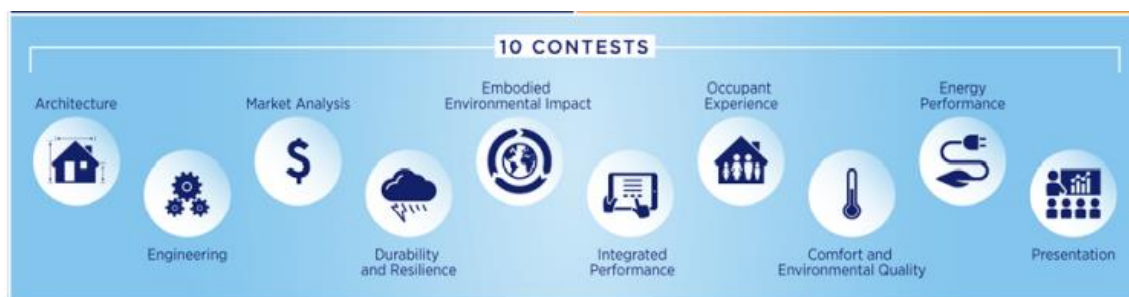 10 CONTESTS
Architecture
Engineering
Market Analysis
Durability
and Resilience
Embodied
Environmental Impact
Integrated
Performance
Occupant
Experience
Comfort and
Environmental Quality
Energy
Performance
Presentation
$